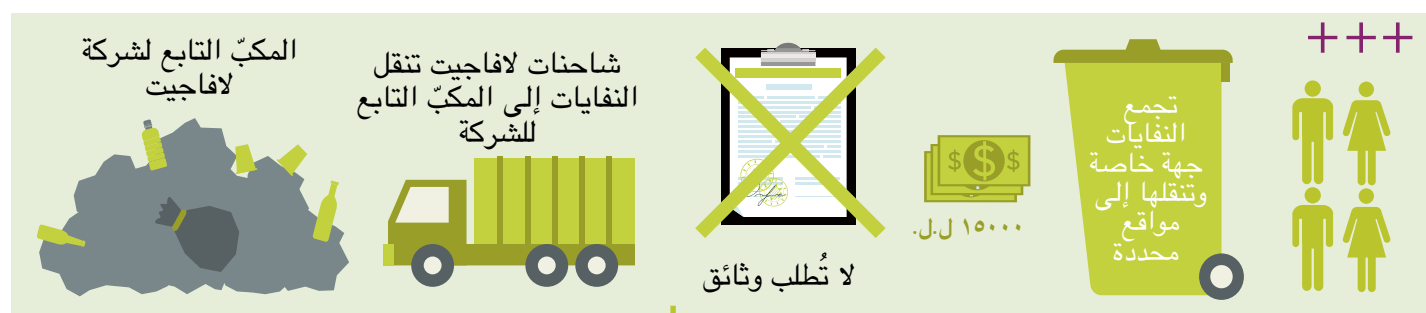 +++
تجمع
النفايات
جهة خاصة
وتنقلها إلى
مواقع
محددة
$ $ $
١٥٠٠٠ ل.ل.
لا تُطلب وثائق
شاحنات لافاجيت تنقل
النفايات إلى المكبّ التابع
للشركة
المكبّ التابع لشركة
لافاجيت